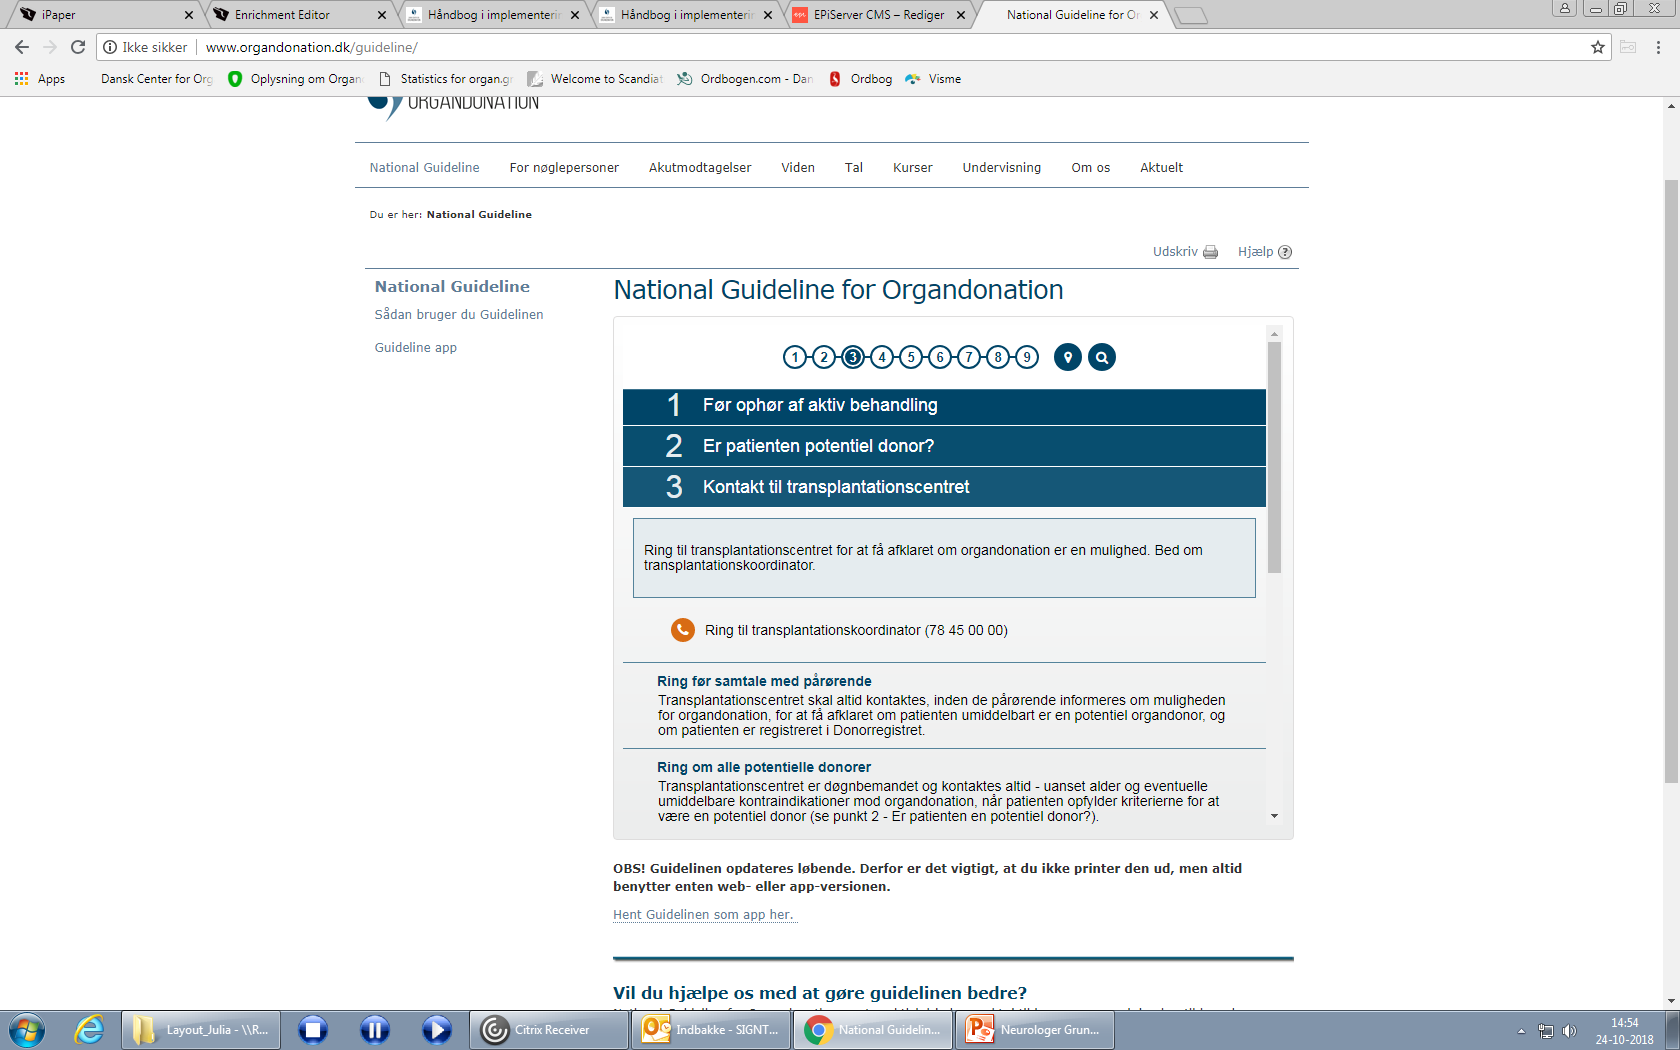 iPaper
Enrichment Editor
Håndbog i implementerin
Håndbog i implementerin
EPiServer CMS – Rediger
National Guideline for Or
Ikke sikker
www.organdonation.dk/guideline/
Apps
Dansk Center for Org
Oplysning om Organ
Statistics for organ.gr
Welcome to Scandiat
Ordbogen.com - Dan
Ordbog
Visme
ORGANDONATION
National Guideline
For nøglepersoner
Akutmodtagelser
Viden
Tal
Kurser
Undervisning
Om os
Aktuelt
Du er her: National Guideline
Udskriv
Hjælp ?
National Guideline
Sådan bruger du Guidelinen
Guideline app
National Guideline for Organdonation
1 2 3 4 5 6 7 8 9
1 Før ophør af aktiv behandling
2 Er patienten potentiel donor?
3 Kontakt til transplantationscentret
Ring til transplantationscentret for at få afklaret om organdonation er en mulighed. Bed om
transplantationskoordinator.
Ring til transplantationskoordinator (78 45 00 00)
Ring før samtale med pårørende
Transplantationscentret skal altid kontaktes, inden de pårørende informeres om muligheden
for organdonation, for at få afklaret om patienten umiddelbart er en potentiel organdonor, og
om patienten er registreret i Donorregistret.
Ring om alle potentielle donorer
Transplantationscentret er døgnbemandet og kontaktes altid - uanset alder og eventuelle
umiddelbare kontraindikationer mod organdonation, når patienten opfylder kriterierne for at
være en potentiel donor (se punkt 2 - Er patienten en potentiel donor?).
OBS! Guidelinen opdateres løbende. Derfor er det vigtigt, at du ikke printer den ud, men altid
benytter enten web- eller app-versionen.
Hent Guidelinen som app her.
Vil du hjælpe os med at gøre guidelinen bedre?
Layout_Julia - \\R...
Citrix Receiver
Indbakke - SIGNT...
National Guidelin...
Neurologer Grun...
14:54
24-10-2018